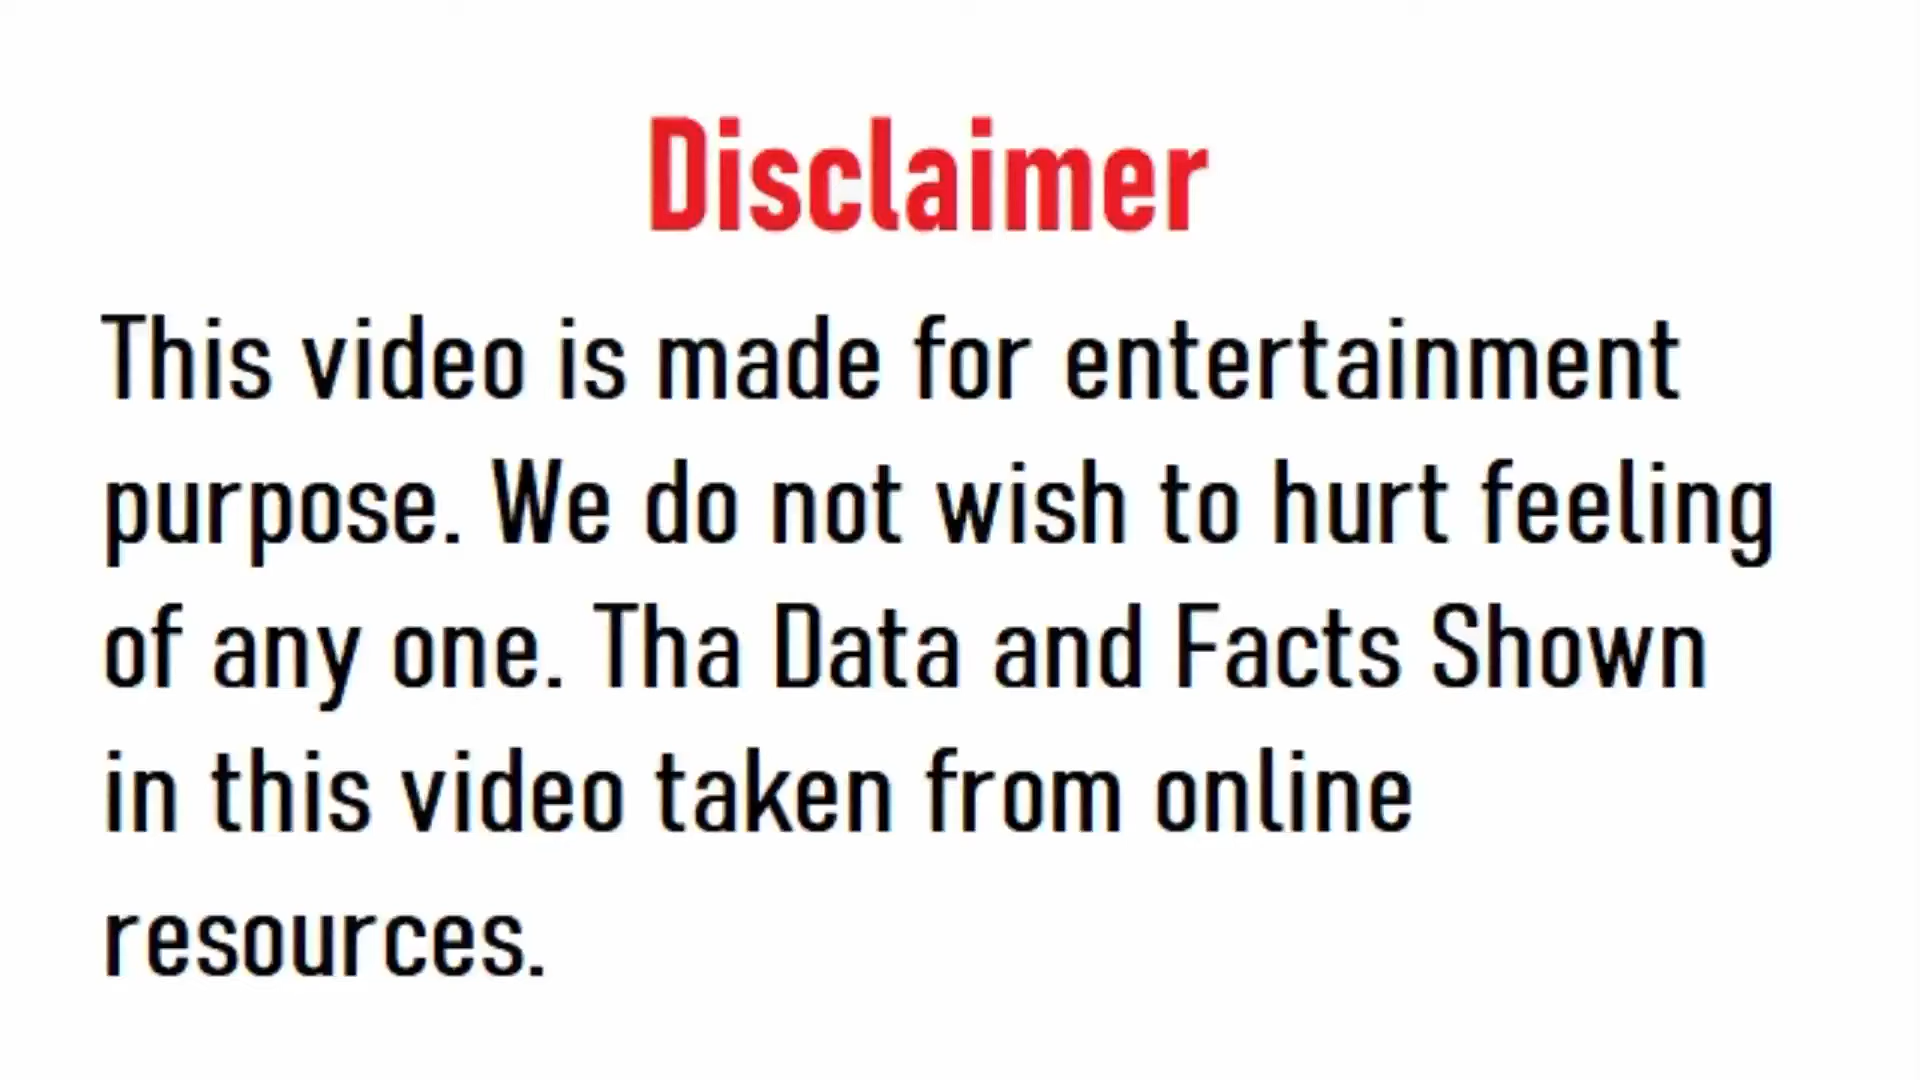 Disclaimer
This video is made for entertainment
purpose. We do not wish to hurt feeling
of any one. Tha Data and Facts Shown
in this video taken from online
resources.